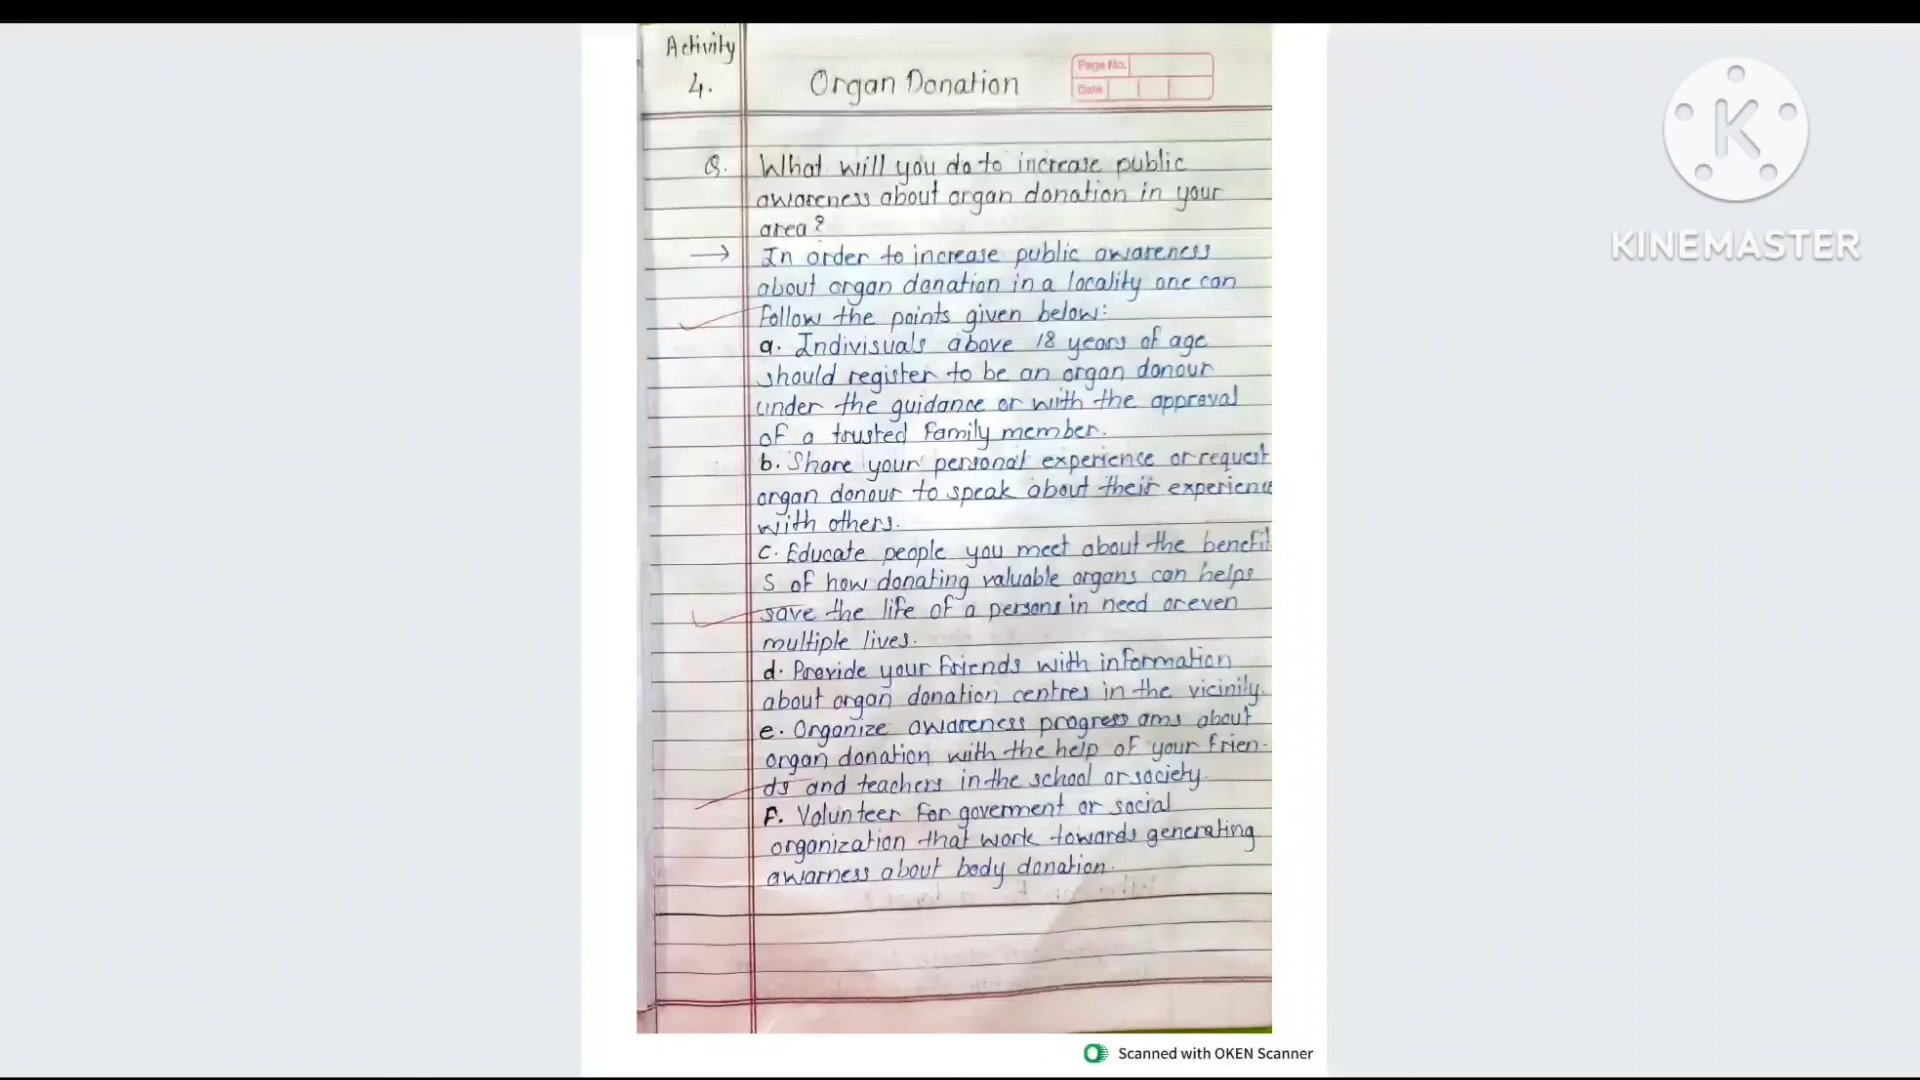 Activity
4.
Organ Donation
Page No.
Date
Q. What will you do to increase public
awareness about organ donation in your
area?
→ In order to increase public awareness
about organ donation in a locality one can
follow the points given below:
a. Indivisuals above 18 years of age
should register to be an organ donour
under the guidance or with the approval
of a trusted family member.
b. Share your personal experience or request
organ donour to speak about their experience
with others.
c. Educate people you meet about the benefit
s of how donating valuable organs can helps
save the life of a persons in need or even
multiple lives.
d. Provide your friends with information
about organ donation centres in the vicinity.
e. Organize awareness progress ams about
organ donation with the help of your frien-
ds and teachers in the school or society.
F. Volunteer for goverment or social
organization that work towards generating
awarness about body donation.
KINEMASTER
Scanned with OKEN Scanner